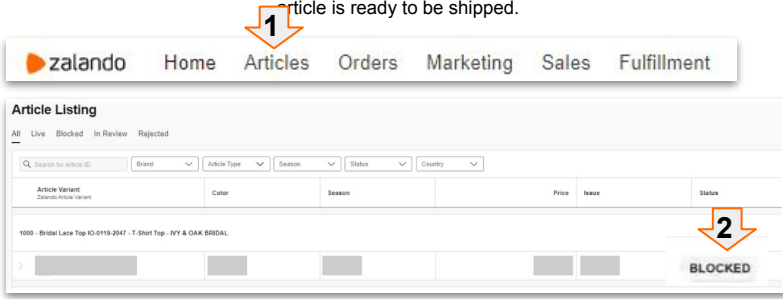 article is ready to be shipped.
1
zalando Home Articles Orders Marketing Sales Fulfillment
Article Listing
All Live Blocked In Review Rejected
Search for Article ID Brand Article Type Season Status Country
Article Variant Color Season Price Issue Status
Zalando Article Variant
1000 - Bridal Lace Top IO-0119-2047 - T-Shirt Top - IVY & OAK BRIDAL
2
BLOCKED